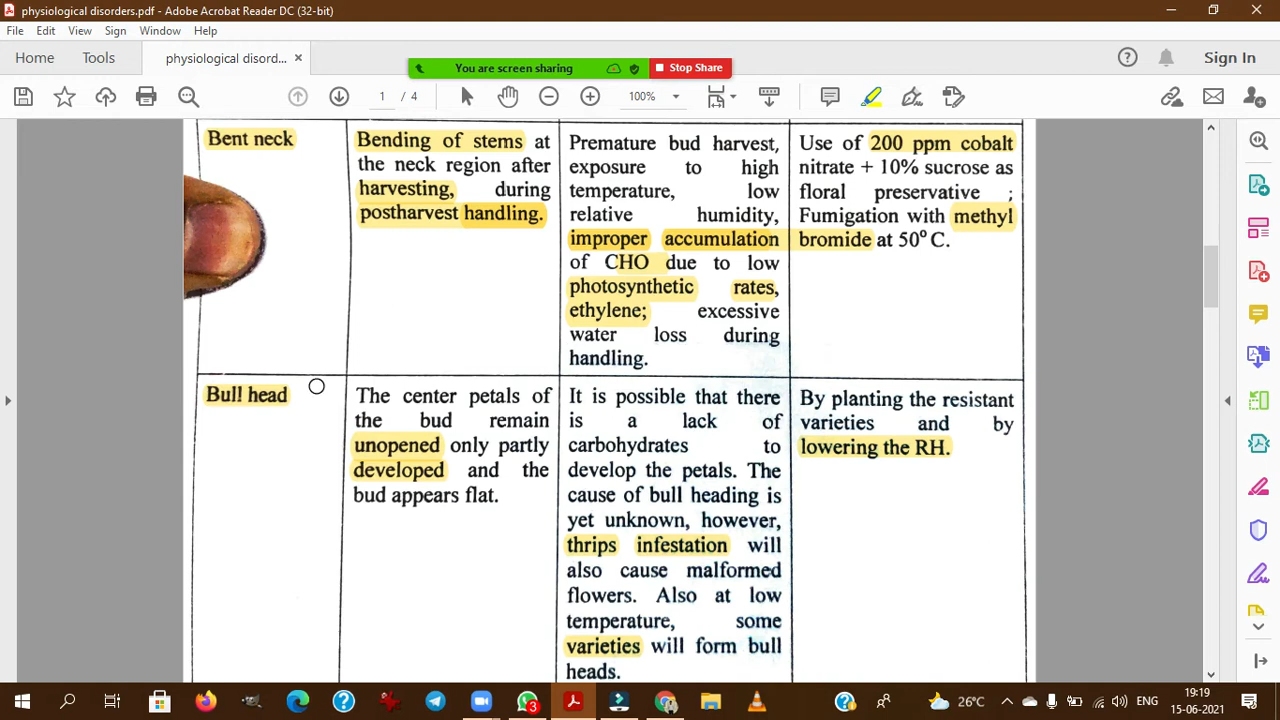 physiological disorders.pdf - Adobe Acrobat Reader DC (32-bit)
File Edit View Sign Window Help
Home Tools physiological disord... ×
You are screen sharing Stop Share
Sign In
1 / 4
100%
Bent neck
Bending of stems at
the neck region after
harvesting, during
postharvest handling.
Premature bud harvest,
exposure to high
temperature, low
relative humidity,
improper accumulation
of CHO due to low
photosynthetic rates,
ethylene; excessive
water loss during
handling.
Use of 200 ppm cobalt
nitrate + 10% sucrose as
floral preservative ;
Fumigation with methyl
bromide at 50⁰ C.
Bull head
The center petals of
the bud remain
unopened only partly
developed and the
bud appears flat.
It is possible that there
is a lack of
carbohydrates to
develop the petals. The
cause of bull heading is
yet unknown, however,
thrips infestation will
also cause malformed
flowers. Also at low
temperature, some
varieties will form bull
heads.
By planting the resistant
varieties and by
lowering the RH.
3
26°C
ENG
19:19
15-06-2021